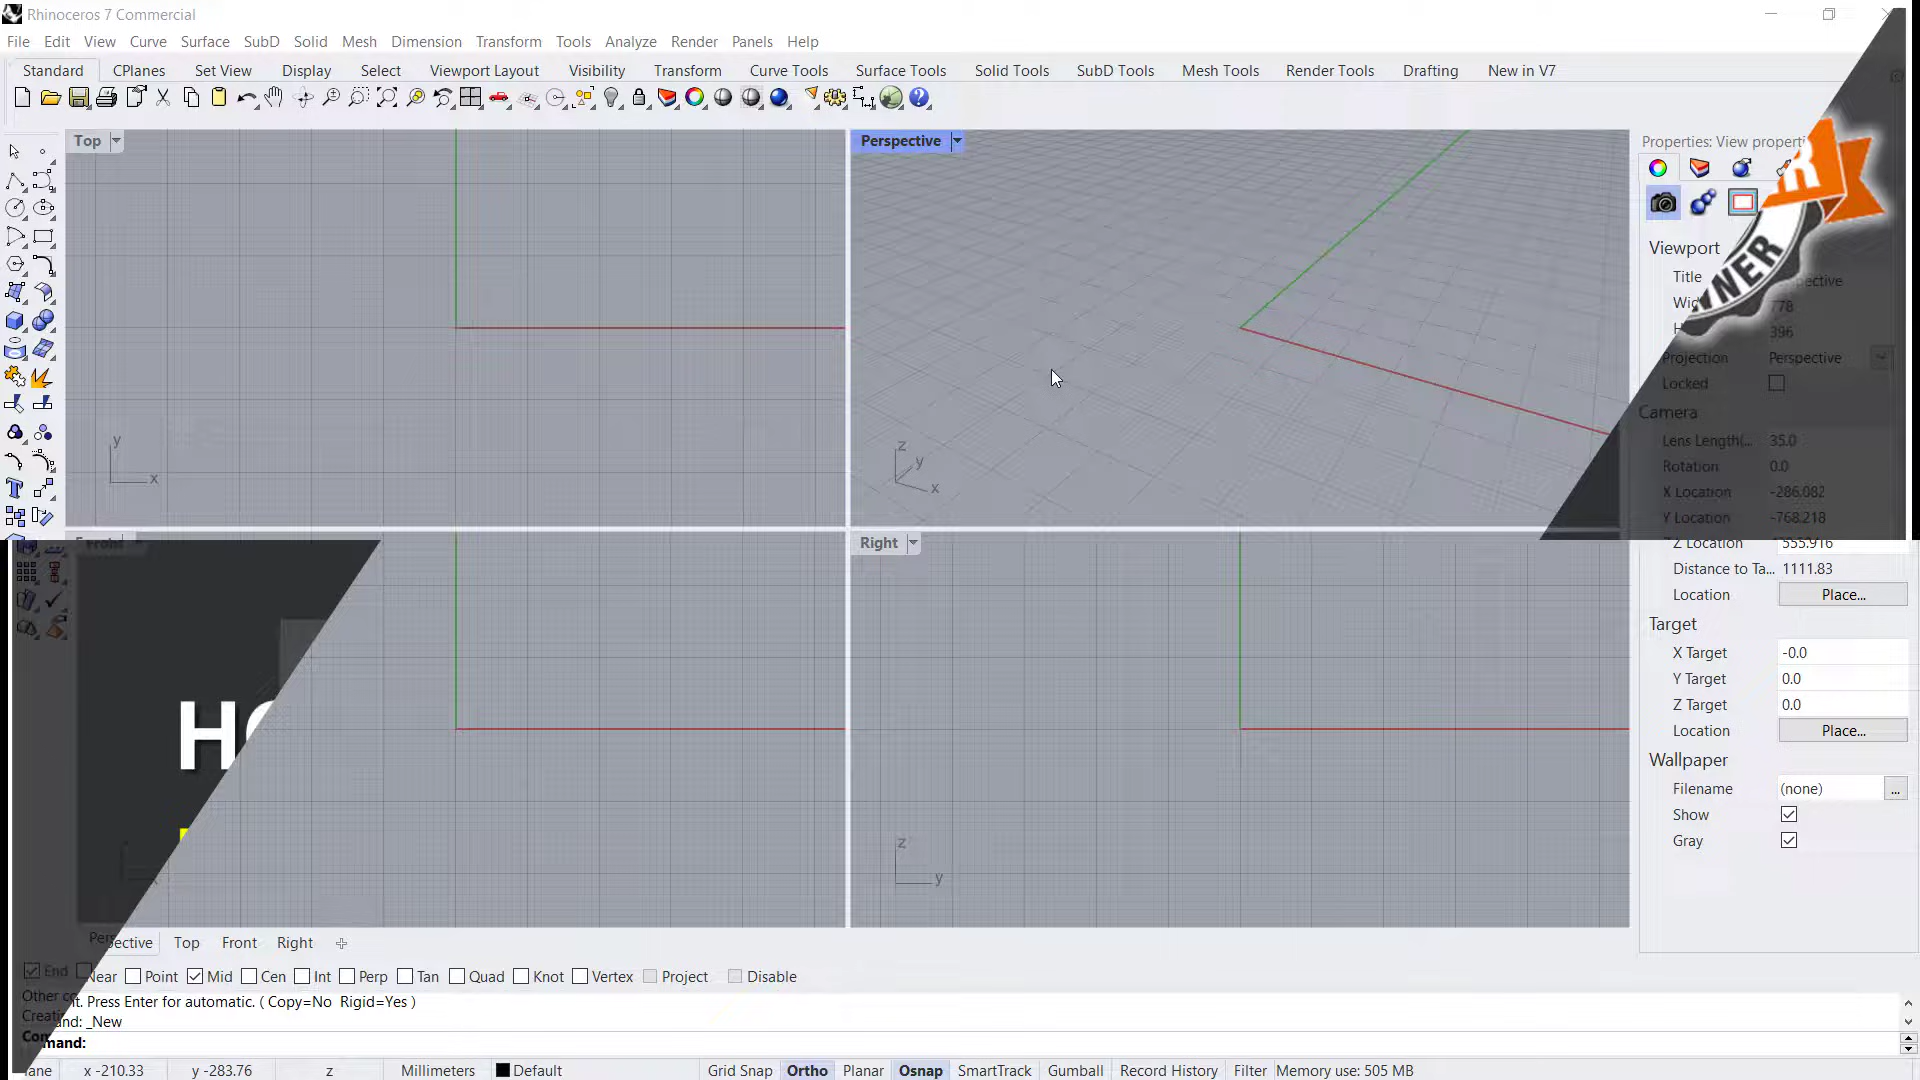 Rhinoceros 7 Commercial
File Edit View Curve Surface SubD Solid Mesh Dimension Transform Tools Analyze Render Panels Help
Standard CPlanes Set View Display Select Viewport Layout Visibility Transform Curve Tools Surface Tools Solid Tools SubD Tools Mesh Tools Render Tools Drafting New in V7
Top
Perspective
Properties: View properti
Viewport
Title
778
396
Projection Perspective
Locked
Camera
Lens Length(... 35.0
Rotation 0.0
X Location -286.082
Y Location -768.218
Z Location 555.916
Distance to Ta... 1111.83
Location Place...
Target
X Target -0.0
Y Target 0.0
Z Target 0.0
Location Place...
Wallpaper
Filename (none) ...
Show
Gray
y
x
z
y
x
Front
Right
z
y
Perspective Top Front Right
End Near Point Mid Cen Int Perp Tan Quad Knot Vertex Project Disable
nt. Press Enter for automatic. ( Copy=No Rigid=Yes )
mand: _New
Command:
lane x -210.33 y -283.76 z Millimeters Default Grid Snap Ortho Planar Osnap SmartTrack Gumball Record History Filter Memory use: 505 MB